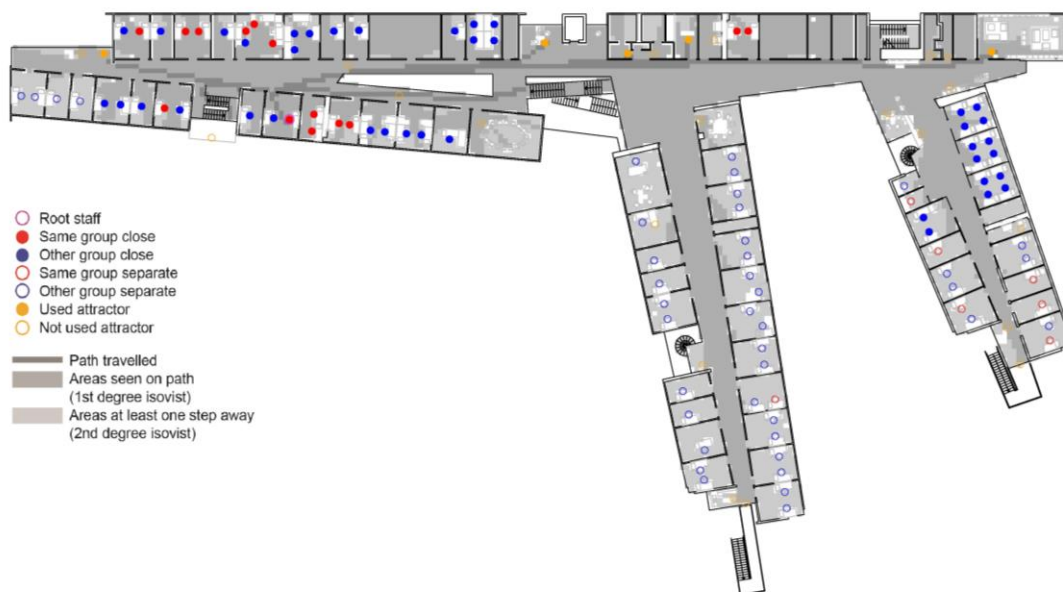 Root staff
Same group close
Other group close
Same group separate
Other group separate
Used attractor
Not used attractor
Path travelled
Areas seen on path
(1st degree isovist)
Areas at least one step away
(2nd degree isovist)